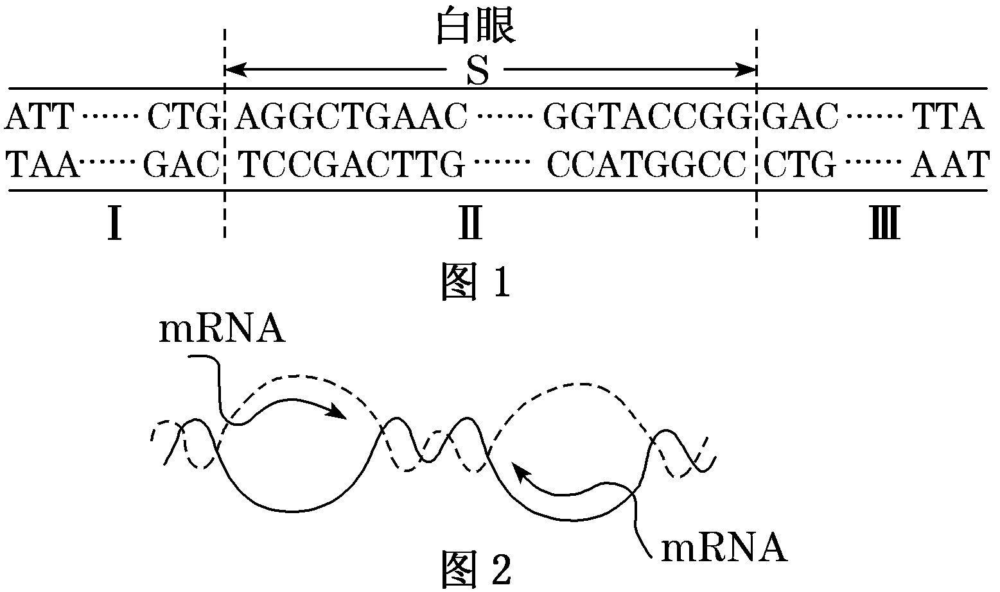 白眼
S
ATT……CTG AGGCTGAAC……GGTACCGG GAC……TTA
TAA……GAC TCCGACTTG……CCATGGCC CTG……AAT
Ⅰ Ⅱ Ⅲ
图 1
mRNA
mRNA
图 2